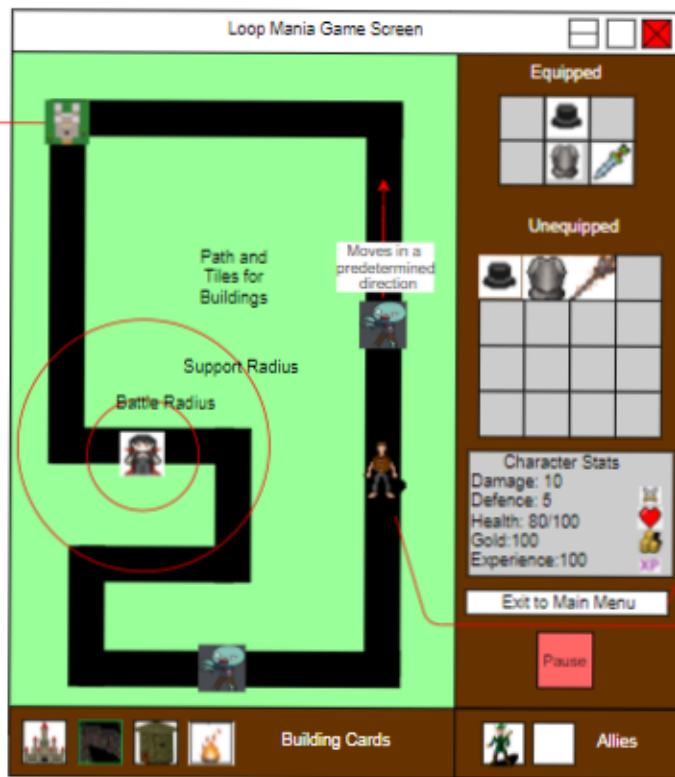 Loop Mania Game Screen
Equipped
Unequipped
Path and
Tiles for
Buildings
Moves in a
predetermined
direction
Support Radius
Battle Radius
Character Stats
Damage: 10
Defence: 5
Health: 80/100
Gold:100
Experience:100
XP
Exit to Main Menu
Pause
Building Cards
Allies